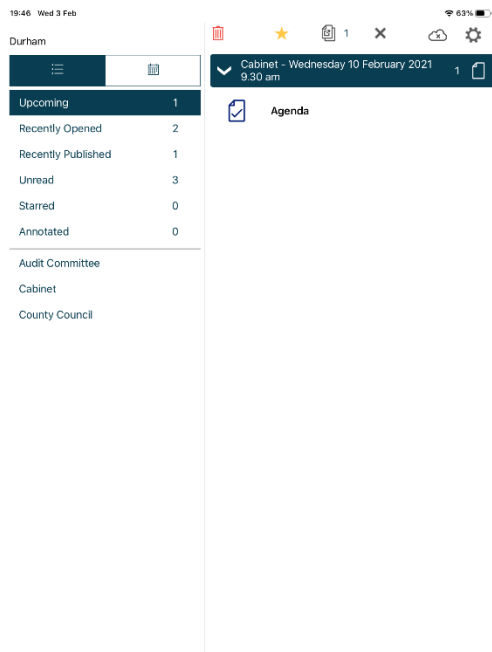 19:46 Wed 3 Feb
63%
Durham
1
Cabinet - Wednesday 10 February 2021
9.30 am
1
Agenda
Upcoming 1
Recently Opened 2
Recently Published 1
Unread 3
Starred 0
Annotated 0
Audit Committee
Cabinet
County Council